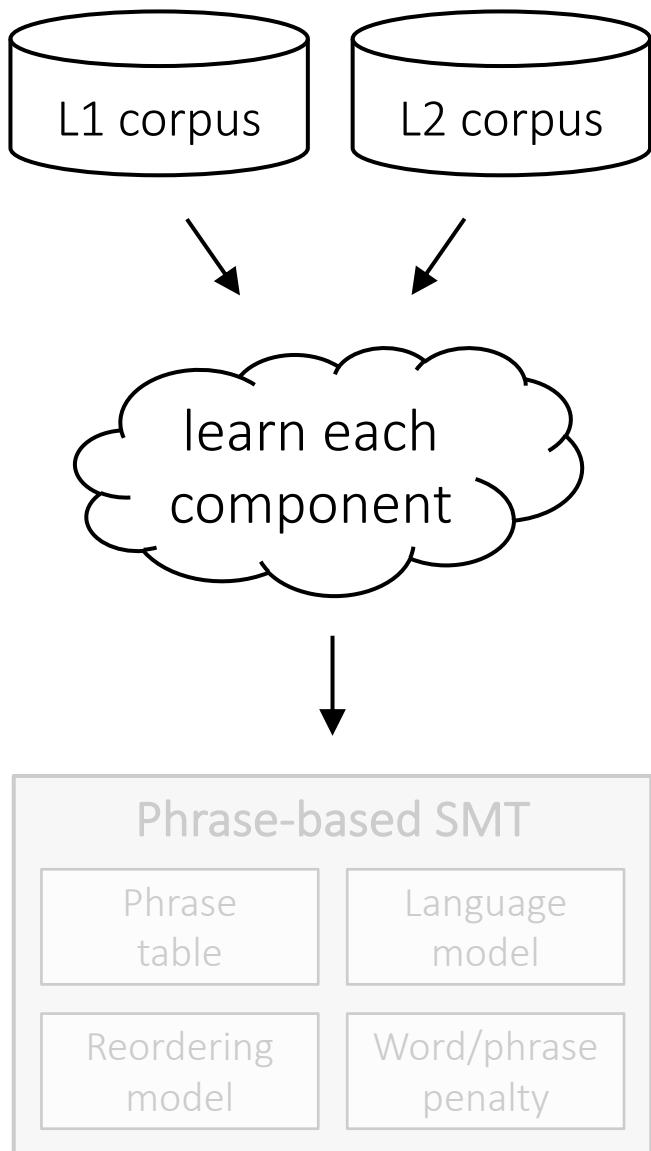 L1 corpus
L2 corpus
learn each
component
Phrase-based SMT
Phrase
table
Language
model
Reordering
model
Word/phrase
penalty